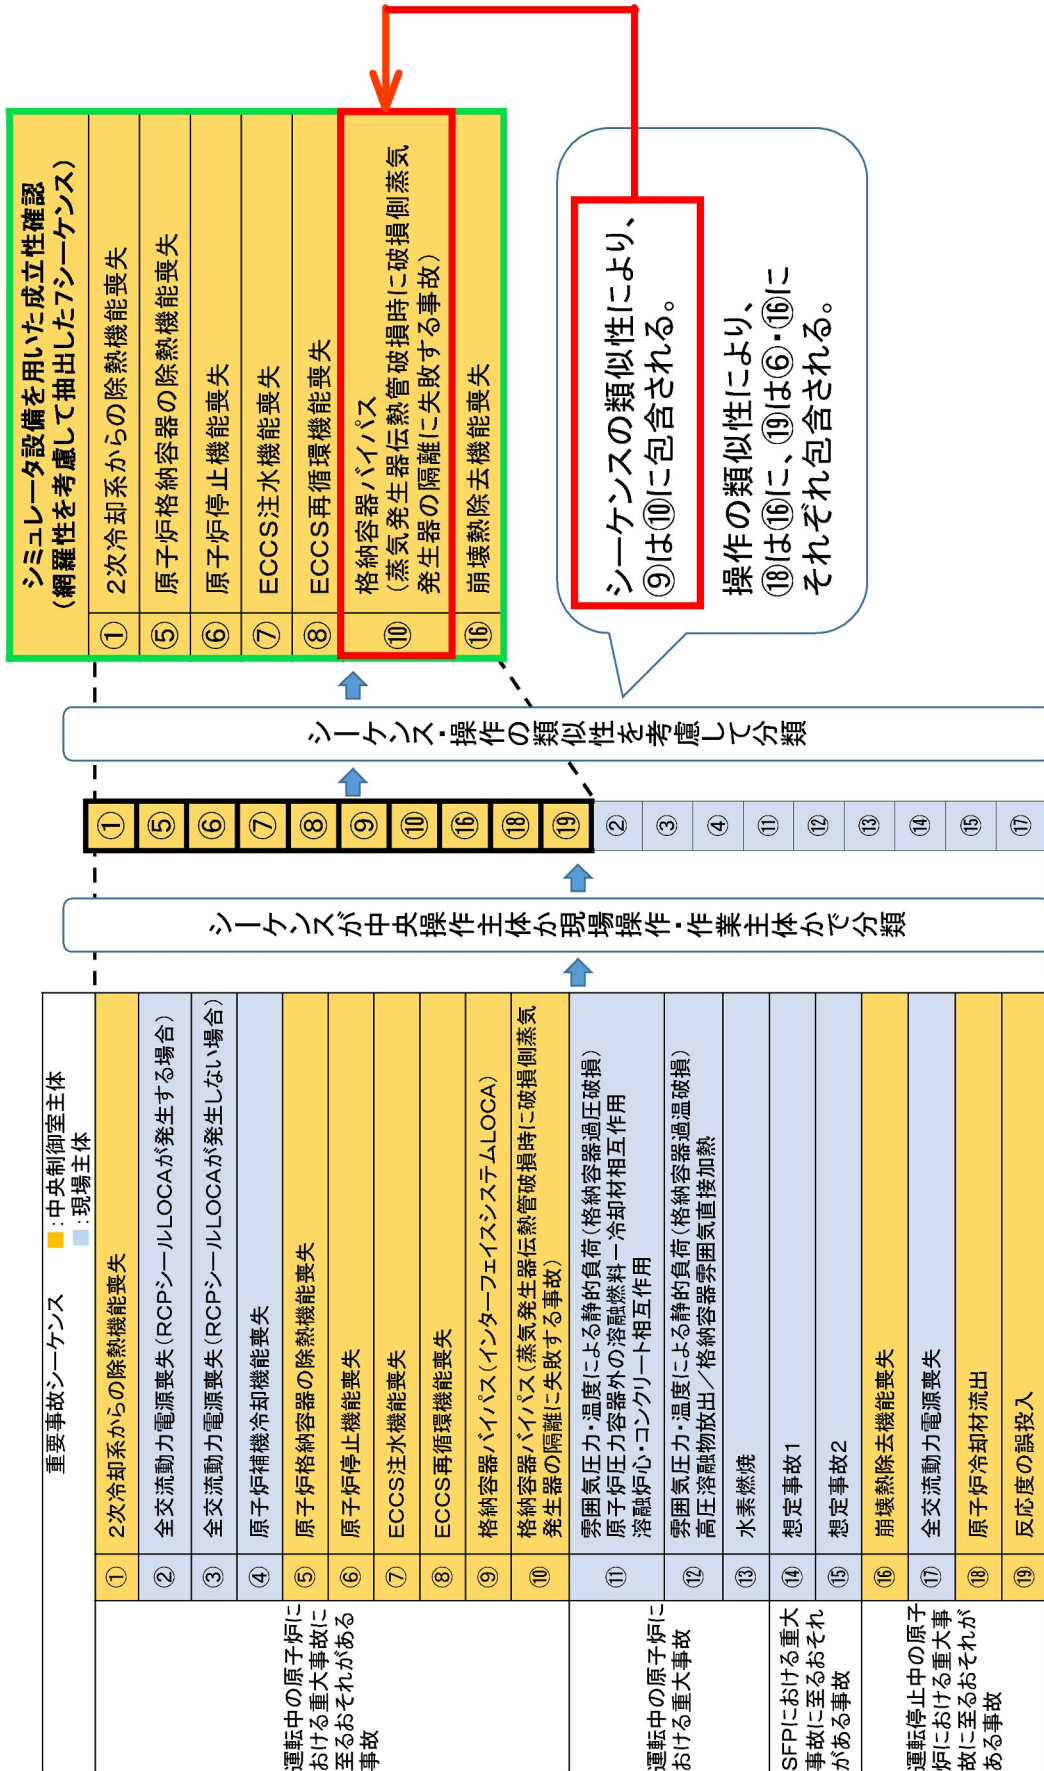 重要事故シーケンス
■:中央制御室主体
■:現場主体
運転中の原子炉に
おける重大事故に
至るおそれがある
事故
① 2次冷却系からの除熱機能喪失
② 全交流動力電源喪失(RCPシールLOCAが発生する場合)
③ 全交流動力電源喪失(RCPシールLOCAが発生しない場合)
④ 原子炉補機冷却機能喪失
⑤ 原子炉格納容器の除熱機能喪失
⑥ 原子炉停止機能喪失
⑦ ECCS注水機能喪失
⑧ ECCS再循環機能喪失
⑨ 格納容器バイパス(インターフェイスシステムLOCA)
⑩ 格納容器バイパス(蒸気発生器伝熱管破損時に破損側蒸気
発生器の隔離に失敗する事故)
運転中の原子炉に
おける重大事故
⑪ 雰囲気圧力・温度による静的負荷(格納容器過圧破損)
原子炉圧力容器外の溶融燃料-冷却材相互作用
溶融炉心・コンクリート相互作用
⑫ 雰囲気圧力・温度による静的負荷(格納容器過温破損)
高圧溶融物放出/格納容器雰囲気直接加熱
⑬ 水素燃焼
SFPにおける重大
事故に至るおそれ
がある事故
⑭ 想定事故1
⑮ 想定事故2
運転停止中の原子
炉における重大事
故に至るおそれが
ある事故
⑯ 崩壊熱除去機能喪失
⑰ 全交流動力電源喪失
⑱ 原子炉冷却材流出
⑲ 反応度の誤投入
シーケンスが中央操作主体か現場操作・作業主体かで分類
①
⑤
⑥
⑦
⑧
⑨
⑩
⑯
⑱
⑲
②
③
④
⑪
⑫
⑬
⑭
⑮
⑰
シーケンス・操作の類似性を考慮して分類
シミュレータ設備を用いた成立性確認
(網羅性を考慮して抽出した7シーケンス)
① 2次冷却系からの除熱機能喪失
⑤ 原子炉格納容器の除熱機能喪失
⑥ 原子炉停止機能喪失
⑦ ECCS注水機能喪失
⑧ ECCS再循環機能喪失
⑩ 格納容器バイパス
(蒸気発生器伝熱管破損時に破損側蒸気
発生器の隔離に失敗する事故)
⑯ 崩壊熱除去機能喪失
シーケンスの類似性により、
⑨は⑩に包含される。
操作の類似性により、
⑱は⑯に、⑲は⑥・⑯に
それぞれ包含される。